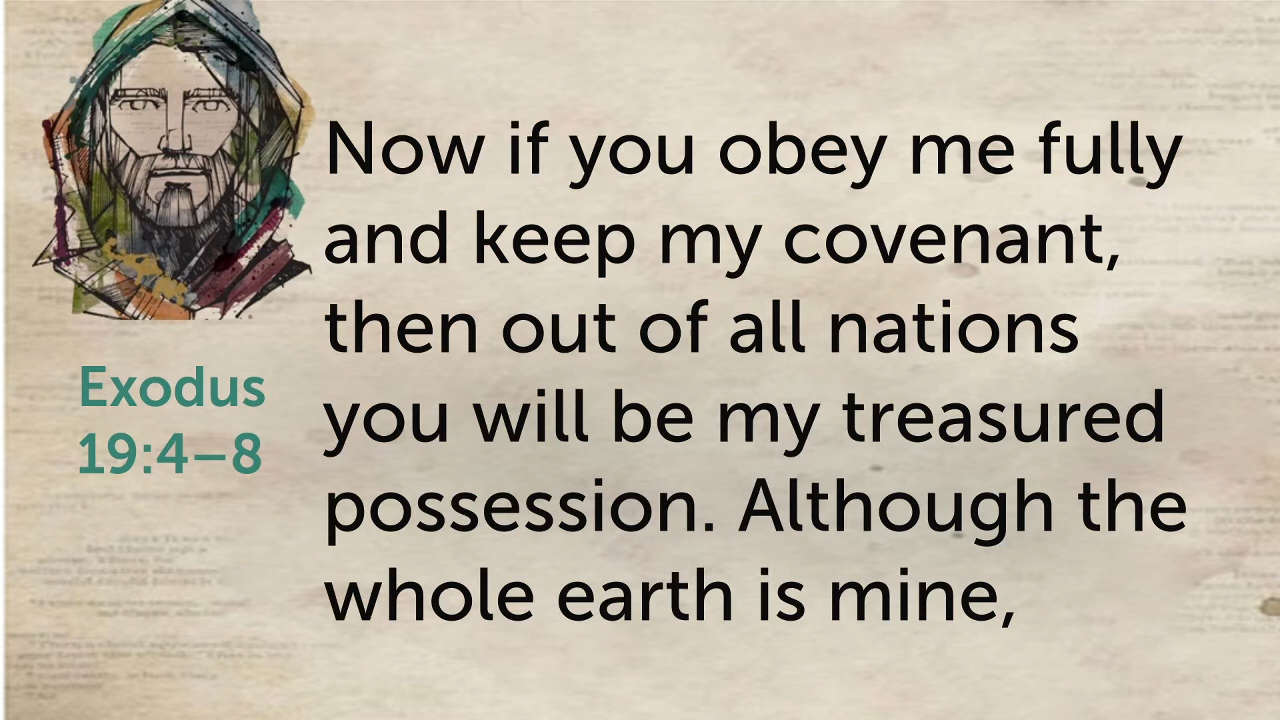 Exodus
19:4–8
Now if you obey me fully
and keep my covenant,
then out of all nations
you will be my treasured
possession. Although the
whole earth is mine,